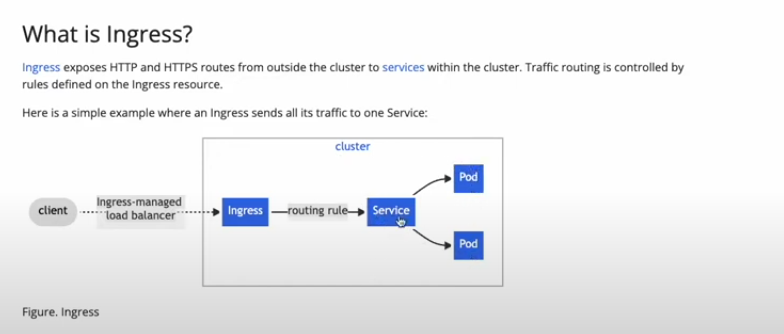 What is Ingress?
Ingress exposes HTTP and HTTPS routes from outside the cluster to services within the cluster. Traffic routing is controlled by
rules defined on the Ingress resource.
Here is a simple example where an Ingress sends all its traffic to one Service:
cluster
Pod
client
Ingress-managed
load balancer
Ingress
routing rule
Service
Pod
Figure. Ingress